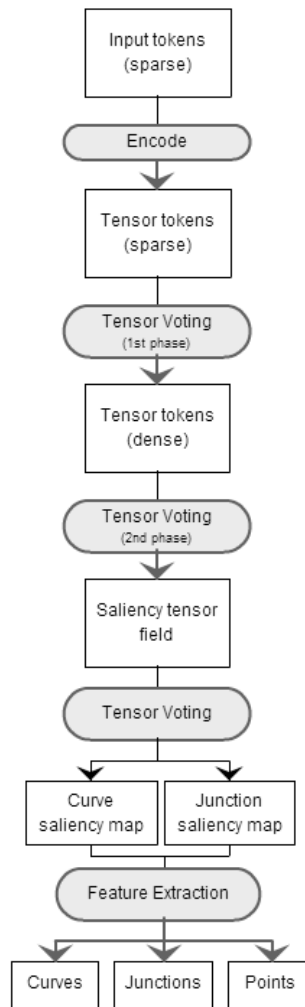 Input tokens
(sparse)
Encode
Tensor tokens
(sparse)
Tensor Voting
(1st phase)
Tensor tokens
(dense)
Tensor Voting
(2nd phase)
Saliency tensor
field
Tensor Voting
Curve
saliency map
Junction
saliency map
Feature Extraction
Curves
Junctions
Points